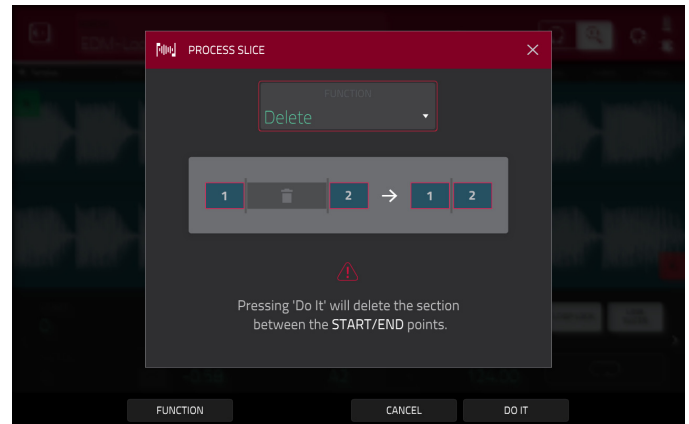 PROCESS SLICE
FUNCTION
Delete
1 2 → 1 2
Pressing 'Do It' will delete the section
between the START/END points.
FUNCTION CANCEL DO IT